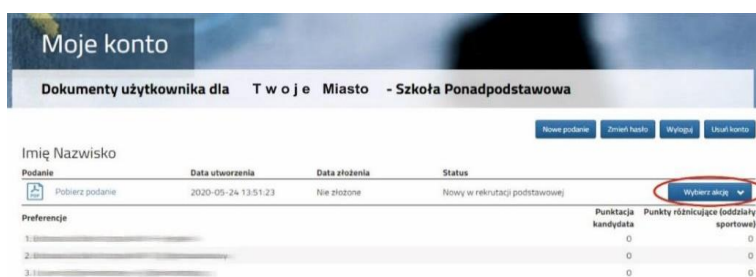 Moje konto
Dokumenty użytkownika dla T w o j e Miasto - Szkoła Ponadpodstawowa
Nowe podanie Zmień hasło Wyloguj Usuń konto
Imię Nazwisko
Podanie Data utworzenia Data złożenia Status
Pobierz podanie 2020-05-24 13:51:23 Nie złożone Nowy w rekrutacji podstawowej Wybierz akcję
Preferencje Punktacja kandydata Punkty różnicujące (oddziały sportowe)
1. 0 0
2. 0 0
3. 0 0